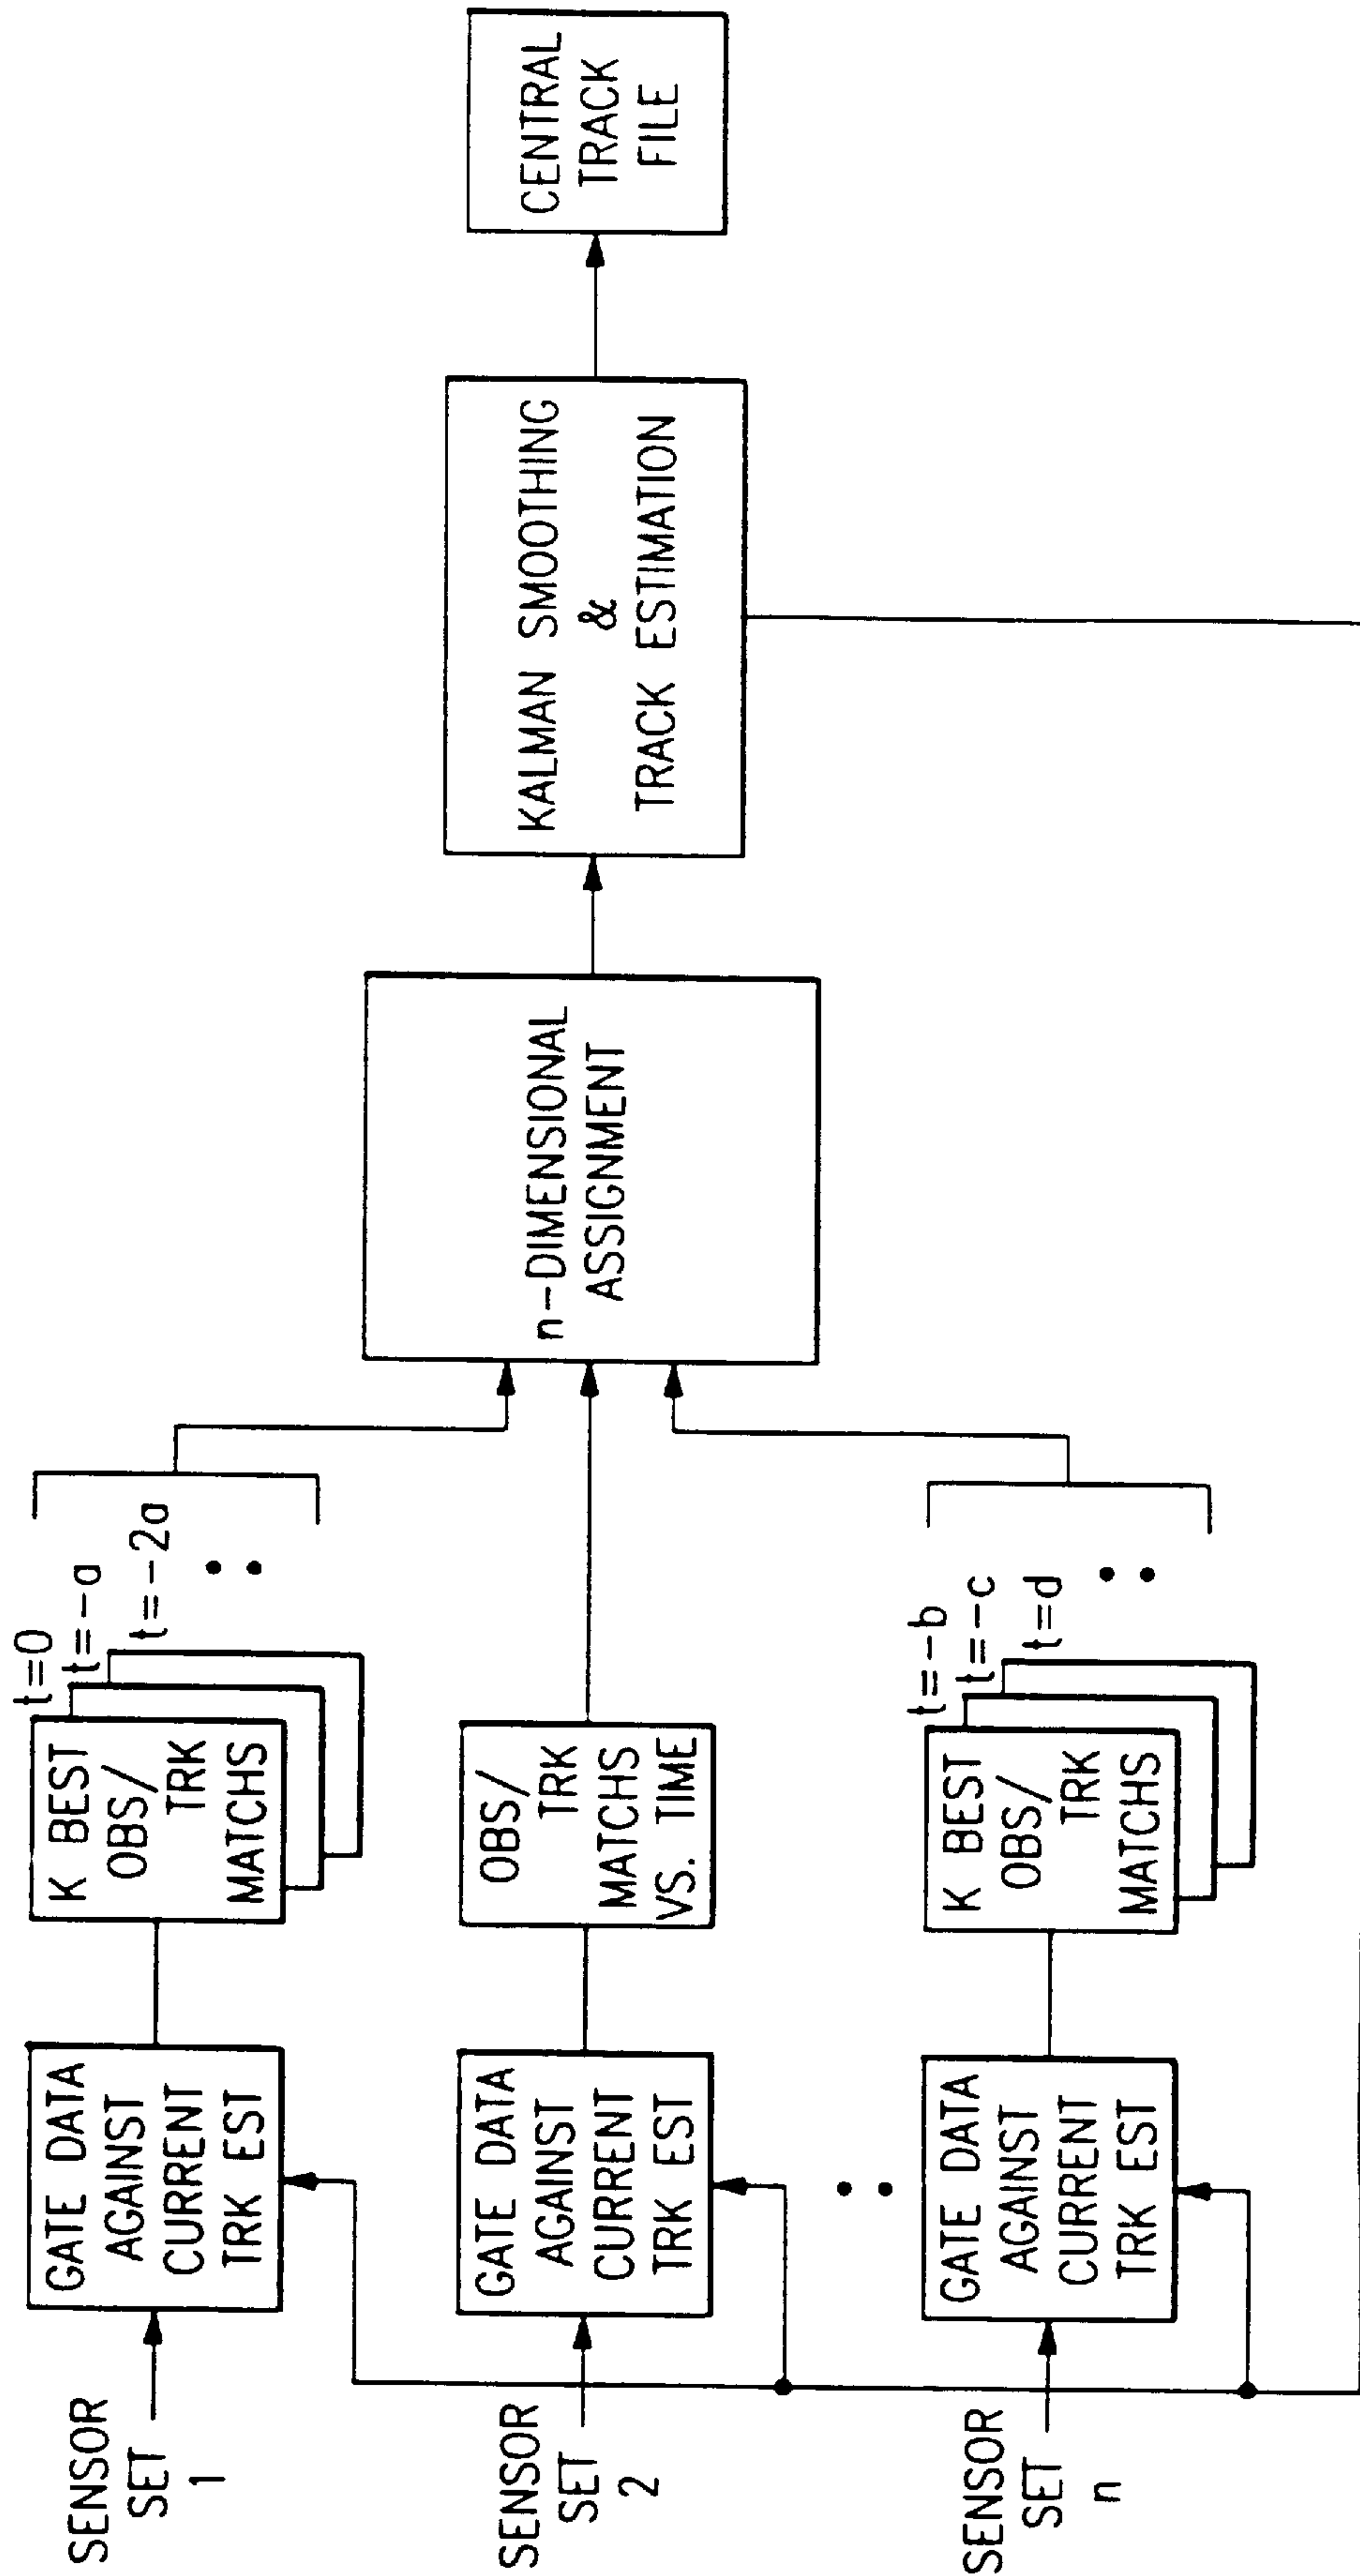 SENSOR
SET
1
GATE DATA
AGAINST
CURRENT
TRK EST
K BEST
OBS/
TRK
MATCHS
t=0
t=-a
t=-2a
SENSOR
SET
2
GATE DATA
AGAINST
CURRENT
TRK EST
OBS/
TRK
MATCHS
VS. TIME
SENSOR
SET
n
GATE DATA
AGAINST
CURRENT
TRK EST
K BEST
OBS/
TRK
MATCHS
t=-b
t=-c
t=d
n-DIMENSIONAL
ASSIGNMENT
KALMAN SMOOTHING
&
TRACK ESTIMATION
CENTRAL
TRACK
FILE